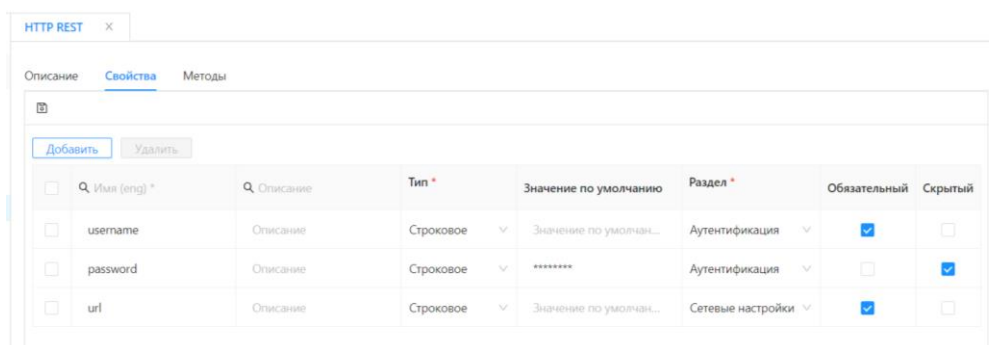 HTTP REST ×
Описание Свойства Методы
Добавить Удалить
Имя (eng) * Описание Тип * Значение по умолчанию Раздел * Обязательный Скрытый
username Описание Строковое Значение по умолчан... Аутентификация
password Описание Строковое ******** Аутентификация
url Описание Строковое Значение по умолчан... Сетевые настройки